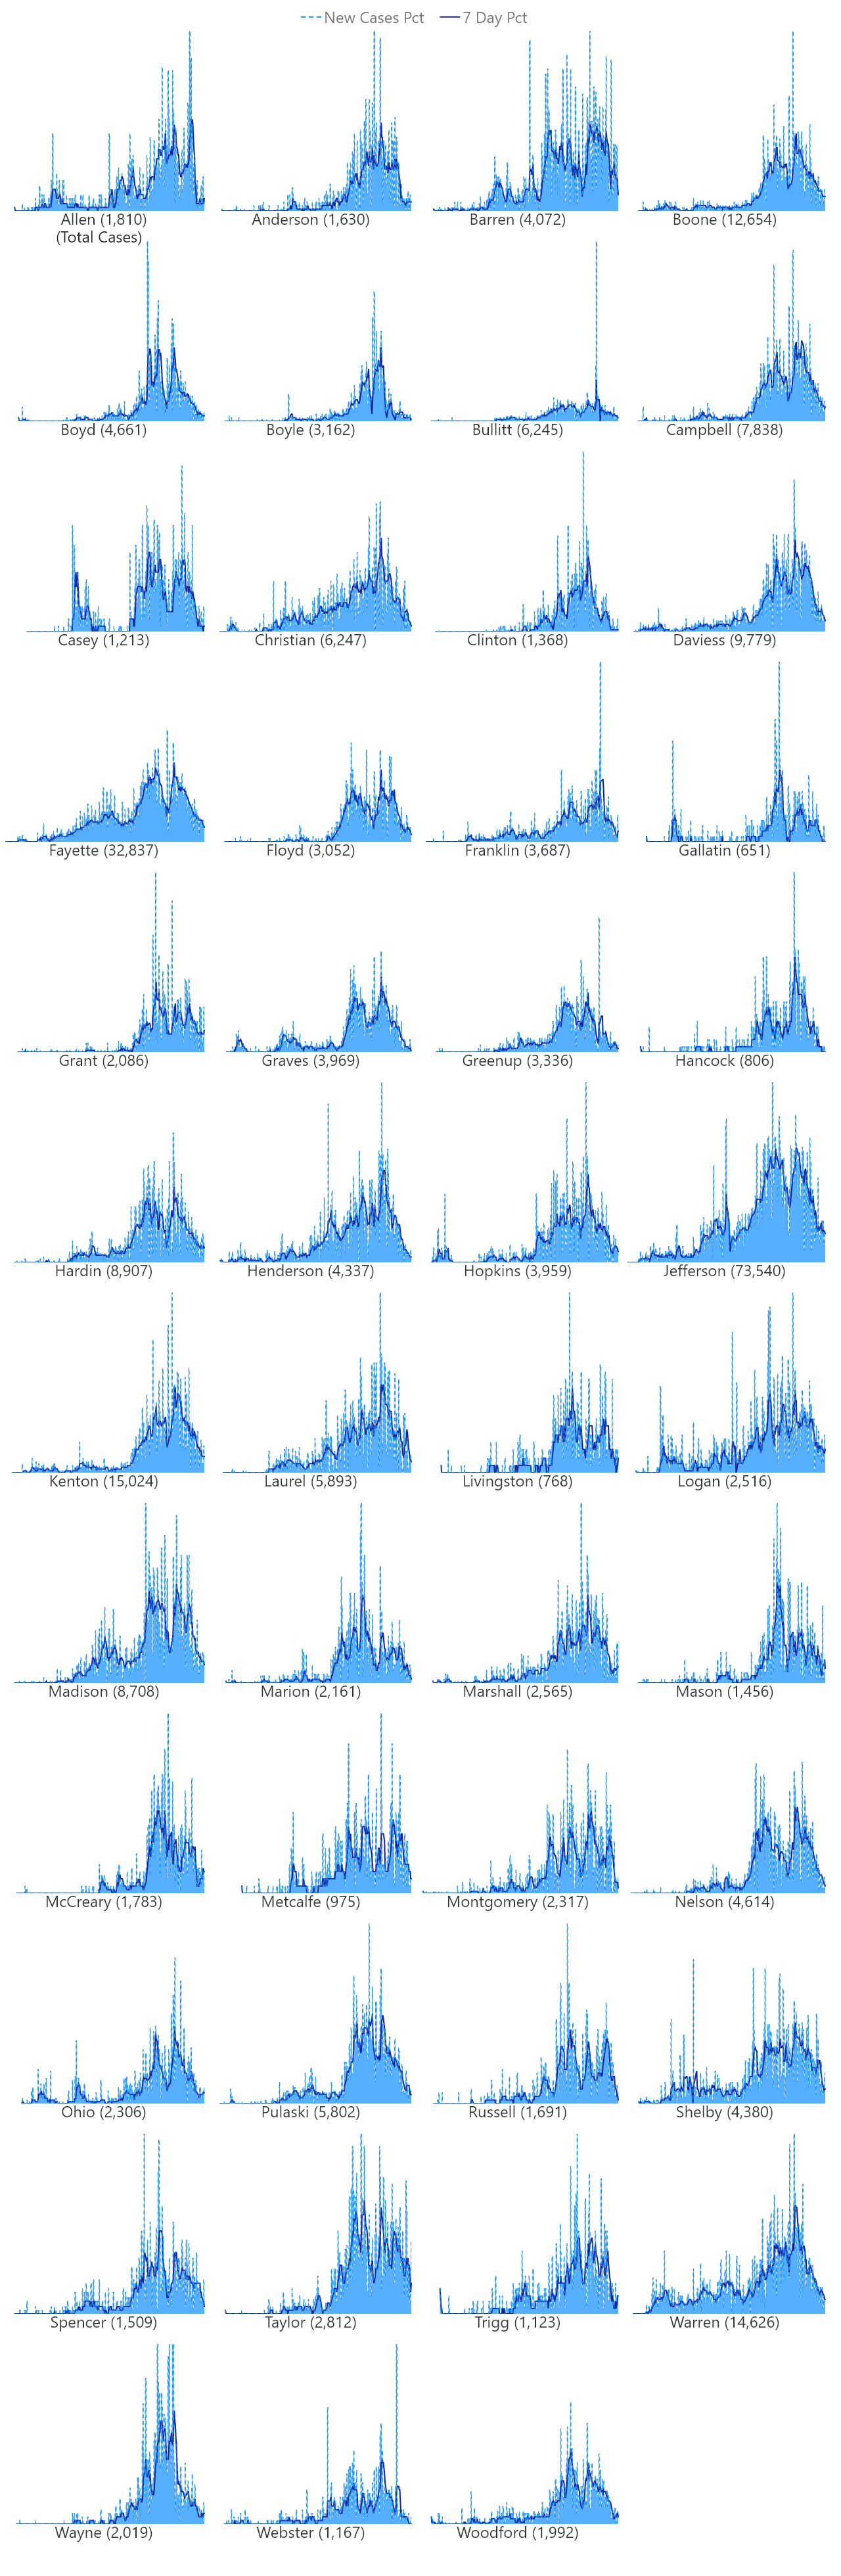 New Cases Pct 7 Day Pct
Allen (1,810) Anderson (1,630) Barren (4,072) Boone (12,654)
(Total Cases)
Boyd (4,661) Boyle (3,162) Bullitt (6,245) Campbell (7,838)
Casey (1,213) Christian (6,247) Clinton (1,368) Daviess (9,779)
Fayette (32,837) Floyd (3,052) Franklin (3,687) Gallatin (651)
Grant (2,086) Graves (3,969) Greenup (3,336) Hancock (806)
Hardin (8,907) Henderson (4,337) Hopkins (3,959) Jefferson (73,540)
Kenton (15,024) Laurel (5,893) Livingston (768) Logan (2,516)
Madison (8,708) Marion (2,161) Marshall (2,565) Mason (1,456)
McCreary (1,783) Metcalfe (975) Montgomery (2,317) Nelson (4,614)
Ohio (2,306) Pulaski (5,802) Russell (1,691) Shelby (4,380)
Spencer (1,509) Taylor (2,812) Trigg (1,123) Warren (14,626)
Wayne (2,019) Webster (1,167) Woodford (1,992)